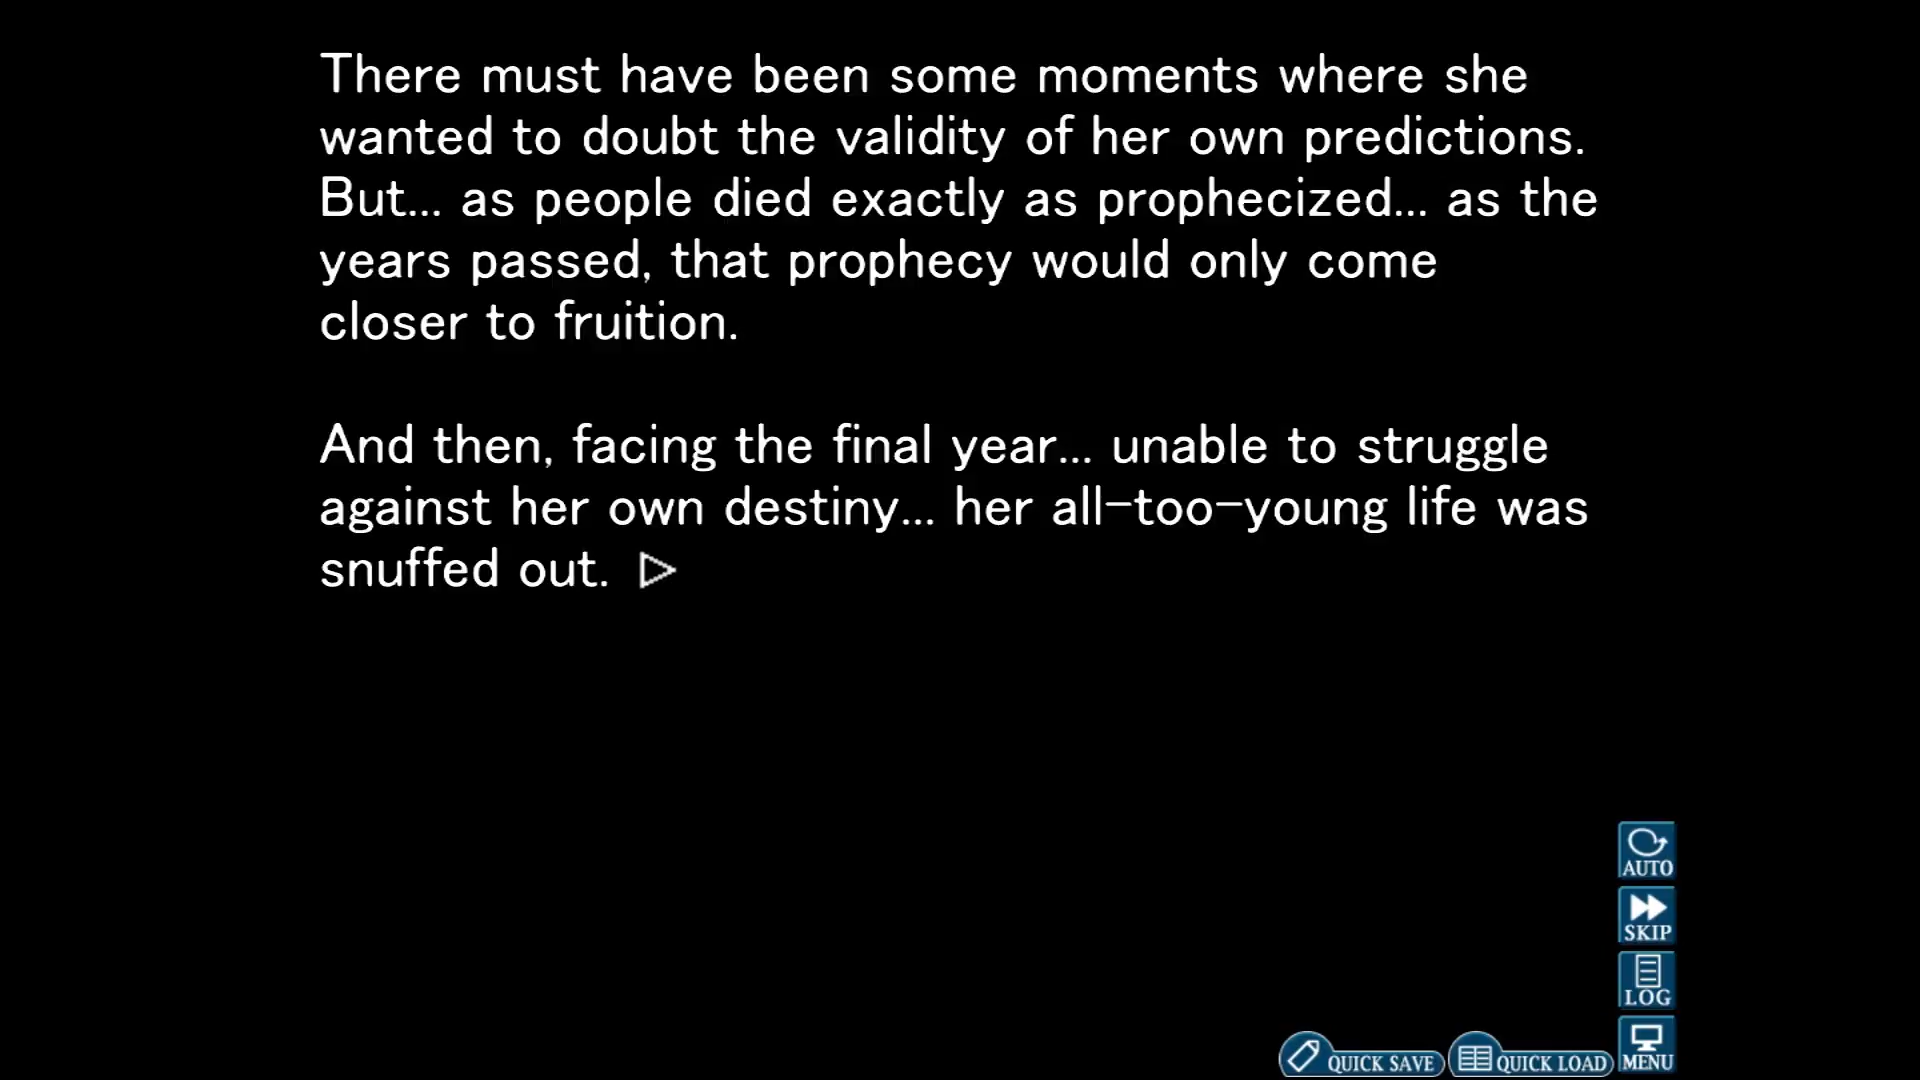 There must have been some moments where she
wanted to doubt the validity of her own predictions.
But... as people died exactly as prophecized... as the
years passed, that prophecy would only come
closer to fruition.
And then, facing the final year... unable to struggle
against her own destiny... her all-too-young life was
snuffed out.
AUTO
SKIP
LOG
MENU
QUICK SAVE
QUICK LOAD